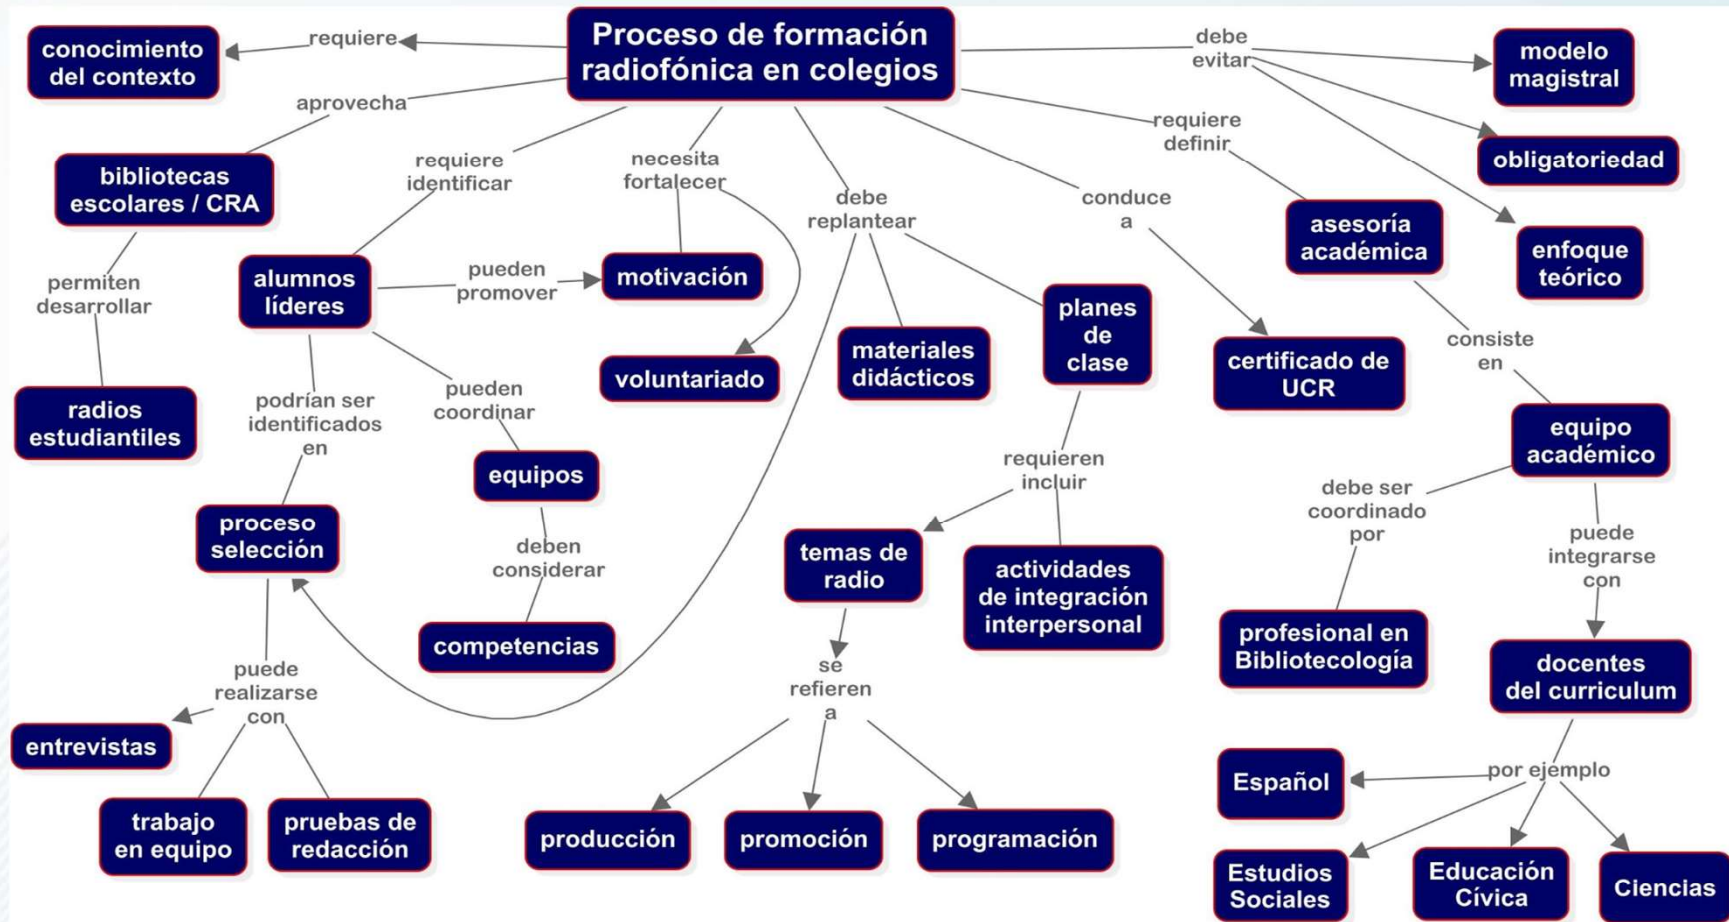 Proceso de formación
radiofónica en colegios
requiere
conocimiento
del contexto
aprovecha
bibliotecas
escolares / CRA
permiten
desarrollar
radios
estudiantiles
requiere
identificar
alumnos
líderes
pueden
promover
motivación
necesita
fortalecer
voluntariado
podrían ser
identificados
en
proceso
selección
puede
realizarse
con
entrevistas
trabajo
en equipo
pruebas de
redacción
pueden
coordinar
equipos
deben
considerar
competencias
debe
replantear
materiales
didácticos
planes
de
clase
requieren
incluir
temas de
radio
actividades
de integración
interpersonal
se
refieren
a
producción
promoción
programación
conduce
a
certificado de
UCR
requiere
definir
asesoría
académica
consiste
en
equipo
académico
debe ser
coordinado
por
profesional en
Bibliotecología
puede
integrarse
con
docentes
del curriculum
por ejemplo
Español
Estudios
Sociales
Educación
Cívica
Ciencias
debe
evitar
modelo
magistral
obligatoriedad
enfoque
teórico